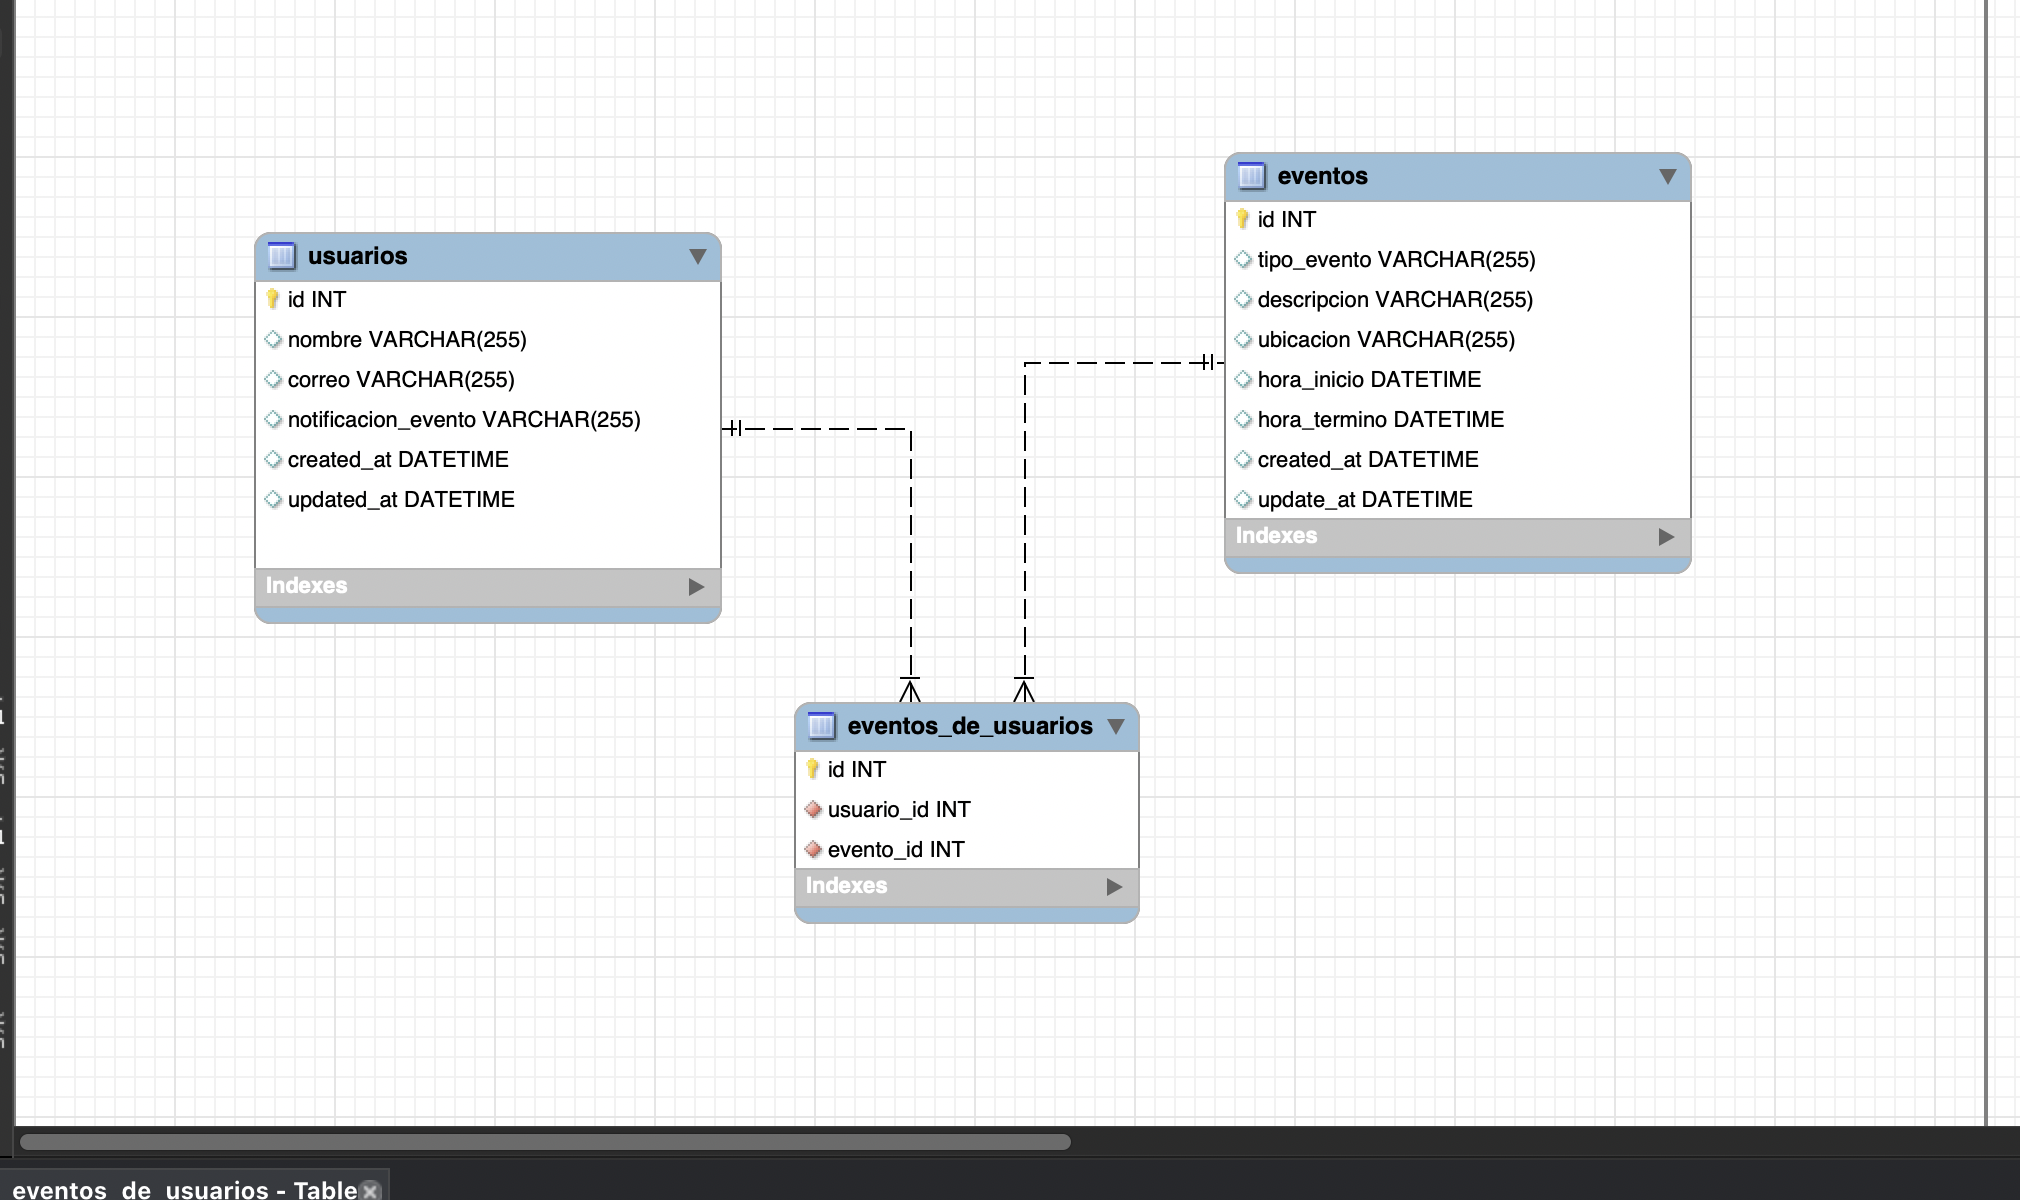 usuarios
id INT
nombre VARCHAR(255)
correo VARCHAR(255)
notificacion_evento VARCHAR(255)
created_at DATETIME
updated_at DATETIME
Indexes
eventos
id INT
tipo_evento VARCHAR(255)
descripcion VARCHAR(255)
ubicacion VARCHAR(255)
hora_inicio DATETIME
hora_termino DATETIME
created_at DATETIME
update_at DATETIME
Indexes
eventos_de_usuarios
id INT
usuario_id INT
evento_id INT
Indexes
eventos_de_usuarios - Table